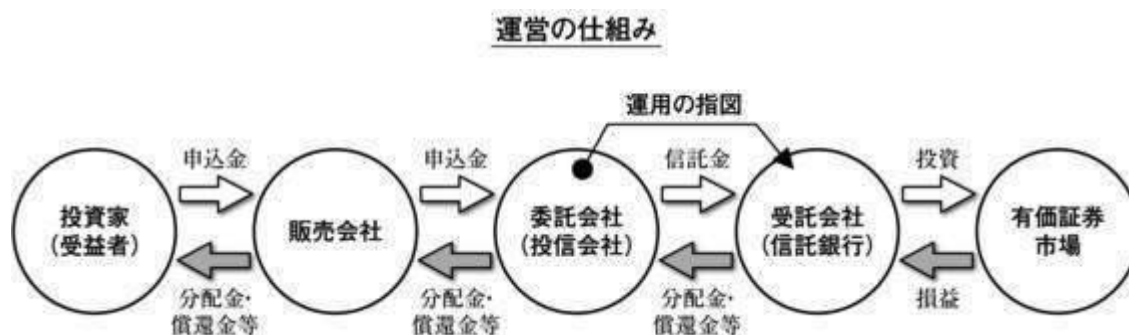 運営の仕組み
運用の指図
申込金
申込金
信託金
投資
投資家
(受益者)
販売会社
委託会社
(投信会社)
受託会社
(信託銀行)
有価証券
市場
分配金・
償還金等
分配金・
償還金等
分配金・
償還金等
損益